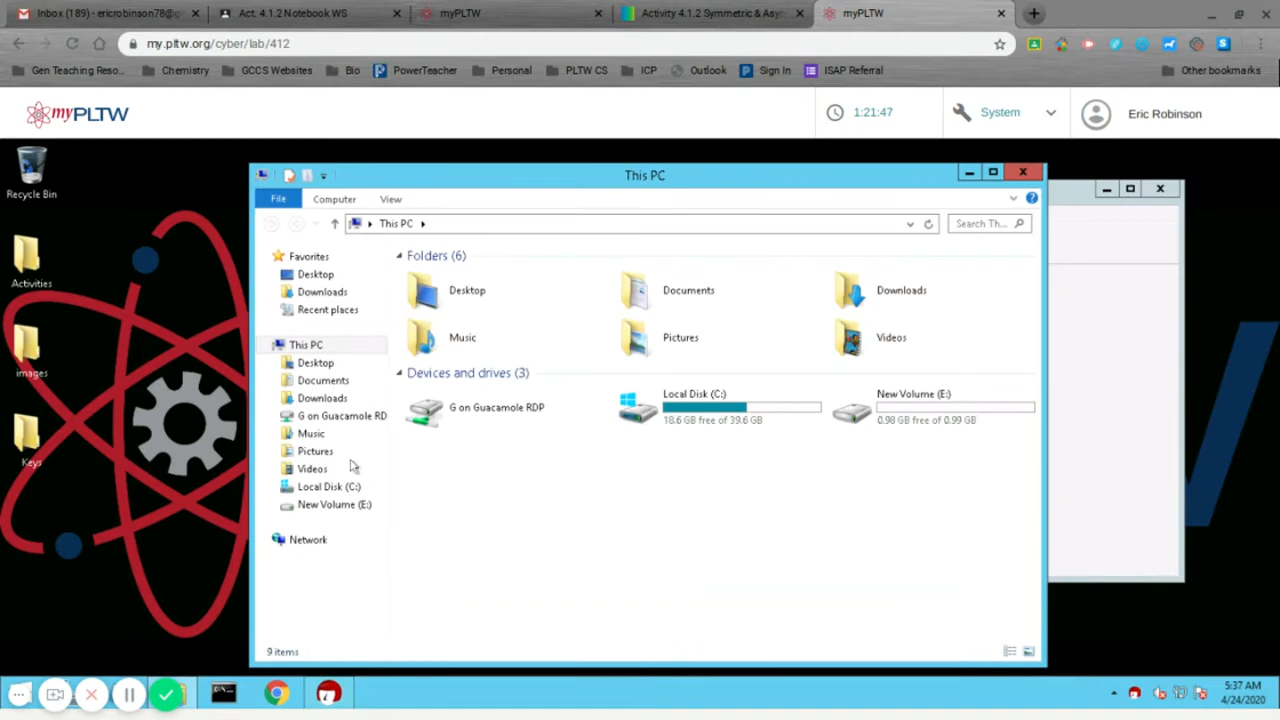 Inbox (189) - ericrobinson78@g
Act. 4.1.2 Notebook WS
myPLTW
Activity 4.1.2 Symmetric & Asyn
myPLTW
my.pltw.org/cyber/lab/412
Gen Teaching Reso...
Chemistry
GCCS Websites
Bio
PowerTeacher
Personal
PLTW CS
ICP
Outlook
Sign In
ISAP Referral
Other bookmarks
myPLTW
1:21:47
System
Eric Robinson
Recycle Bin
Activities
images
Keys
This PC
File
Computer
View
This PC
Search Th...
Favorites
Desktop
Downloads
Recent places
This PC
Desktop
Documents
Downloads
G on Guacamole RD
Music
Pictures
Videos
Local Disk (C:)
New Volume (E:)
Network
Folders (6)
Desktop
Documents
Downloads
Music
Pictures
Videos
Devices and drives (3)
G on Guacamole RDP
Local Disk (C:)
18.6 GB free of 39.6 GB
New Volume (E:)
0.98 GB free of 0.99 GB
9 items
5:37 AM
4/24/2020